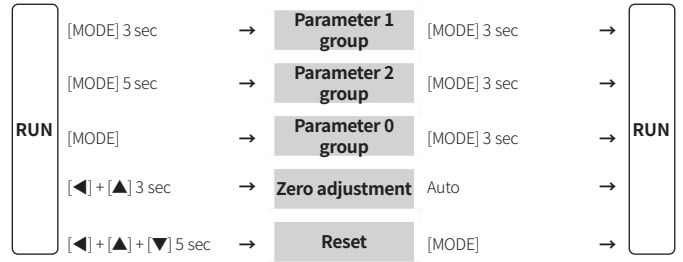 RUN
[MODE] 3 sec → Parameter 1 group [MODE] 3 sec →
[MODE] 5 sec → Parameter 2 group [MODE] 3 sec →
[MODE] → Parameter 0 group [MODE] 3 sec →
[◀] + [▲] 3 sec → Zero adjustment Auto →
[◀] + [▲] + [▼] 5 sec → Reset [MODE] →
RUN